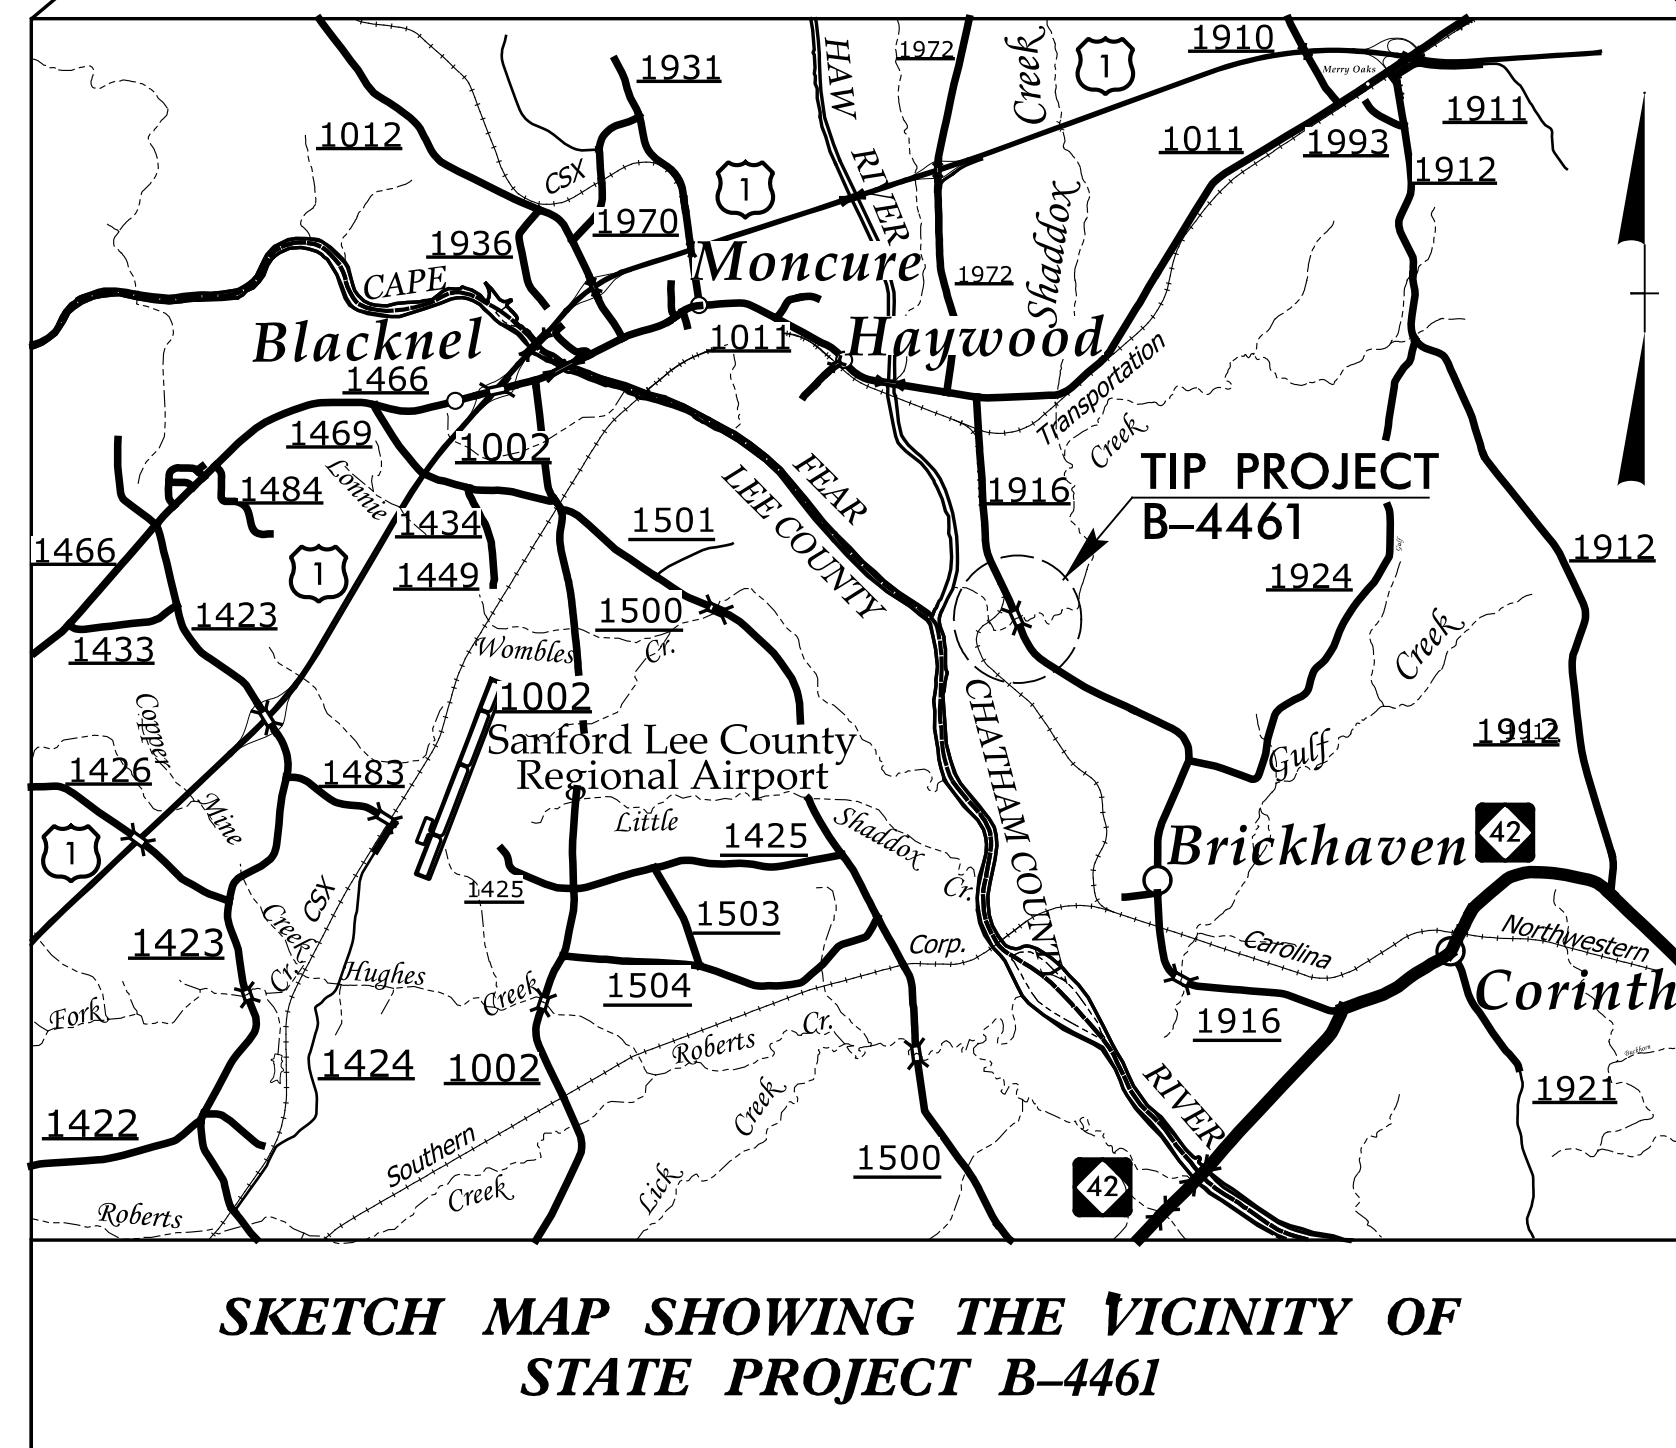 1972
1910
1
HAW
Creek
1931
Merry Oaks
1911
1012
1011
1993
1912
CSX
RIVER
1
1970
1936
Shaddox
Moncure
CAPE
1972
Blacknel
1011
Haywood
1466
Transportation
1469
1002
Creek
TIP PROJECT
B–4461
1484
Lonnie
FEAR
LEE COUNTY
1916
1434
1501
1466
1
1449
Gulf
1924
1912
1423
1500
1433
Wombles
Cr.
Creek
1002
Copper
CHATHAM COUNTY
Sanford Lee County
Regional Airport
1912
1912
Gulf
1426
1483
Mine
Little
1425
Shaddox
1
Brickhaven
42
1425
Cr.
CSX
1503
Creek
1423
Corp.
Carolina
Northwestern
Cr.
Hughes
Creek
1504
Corinth
Fork
Roberts
Cr.
1916
1424
1002
Buckhorn
RIVER
1921
1422
Creek
Southern
1500
42
Creek
Lick
Roberts
SKETCH MAP SHOWING THE VICINITY OF
STATE PROJECT B–4461